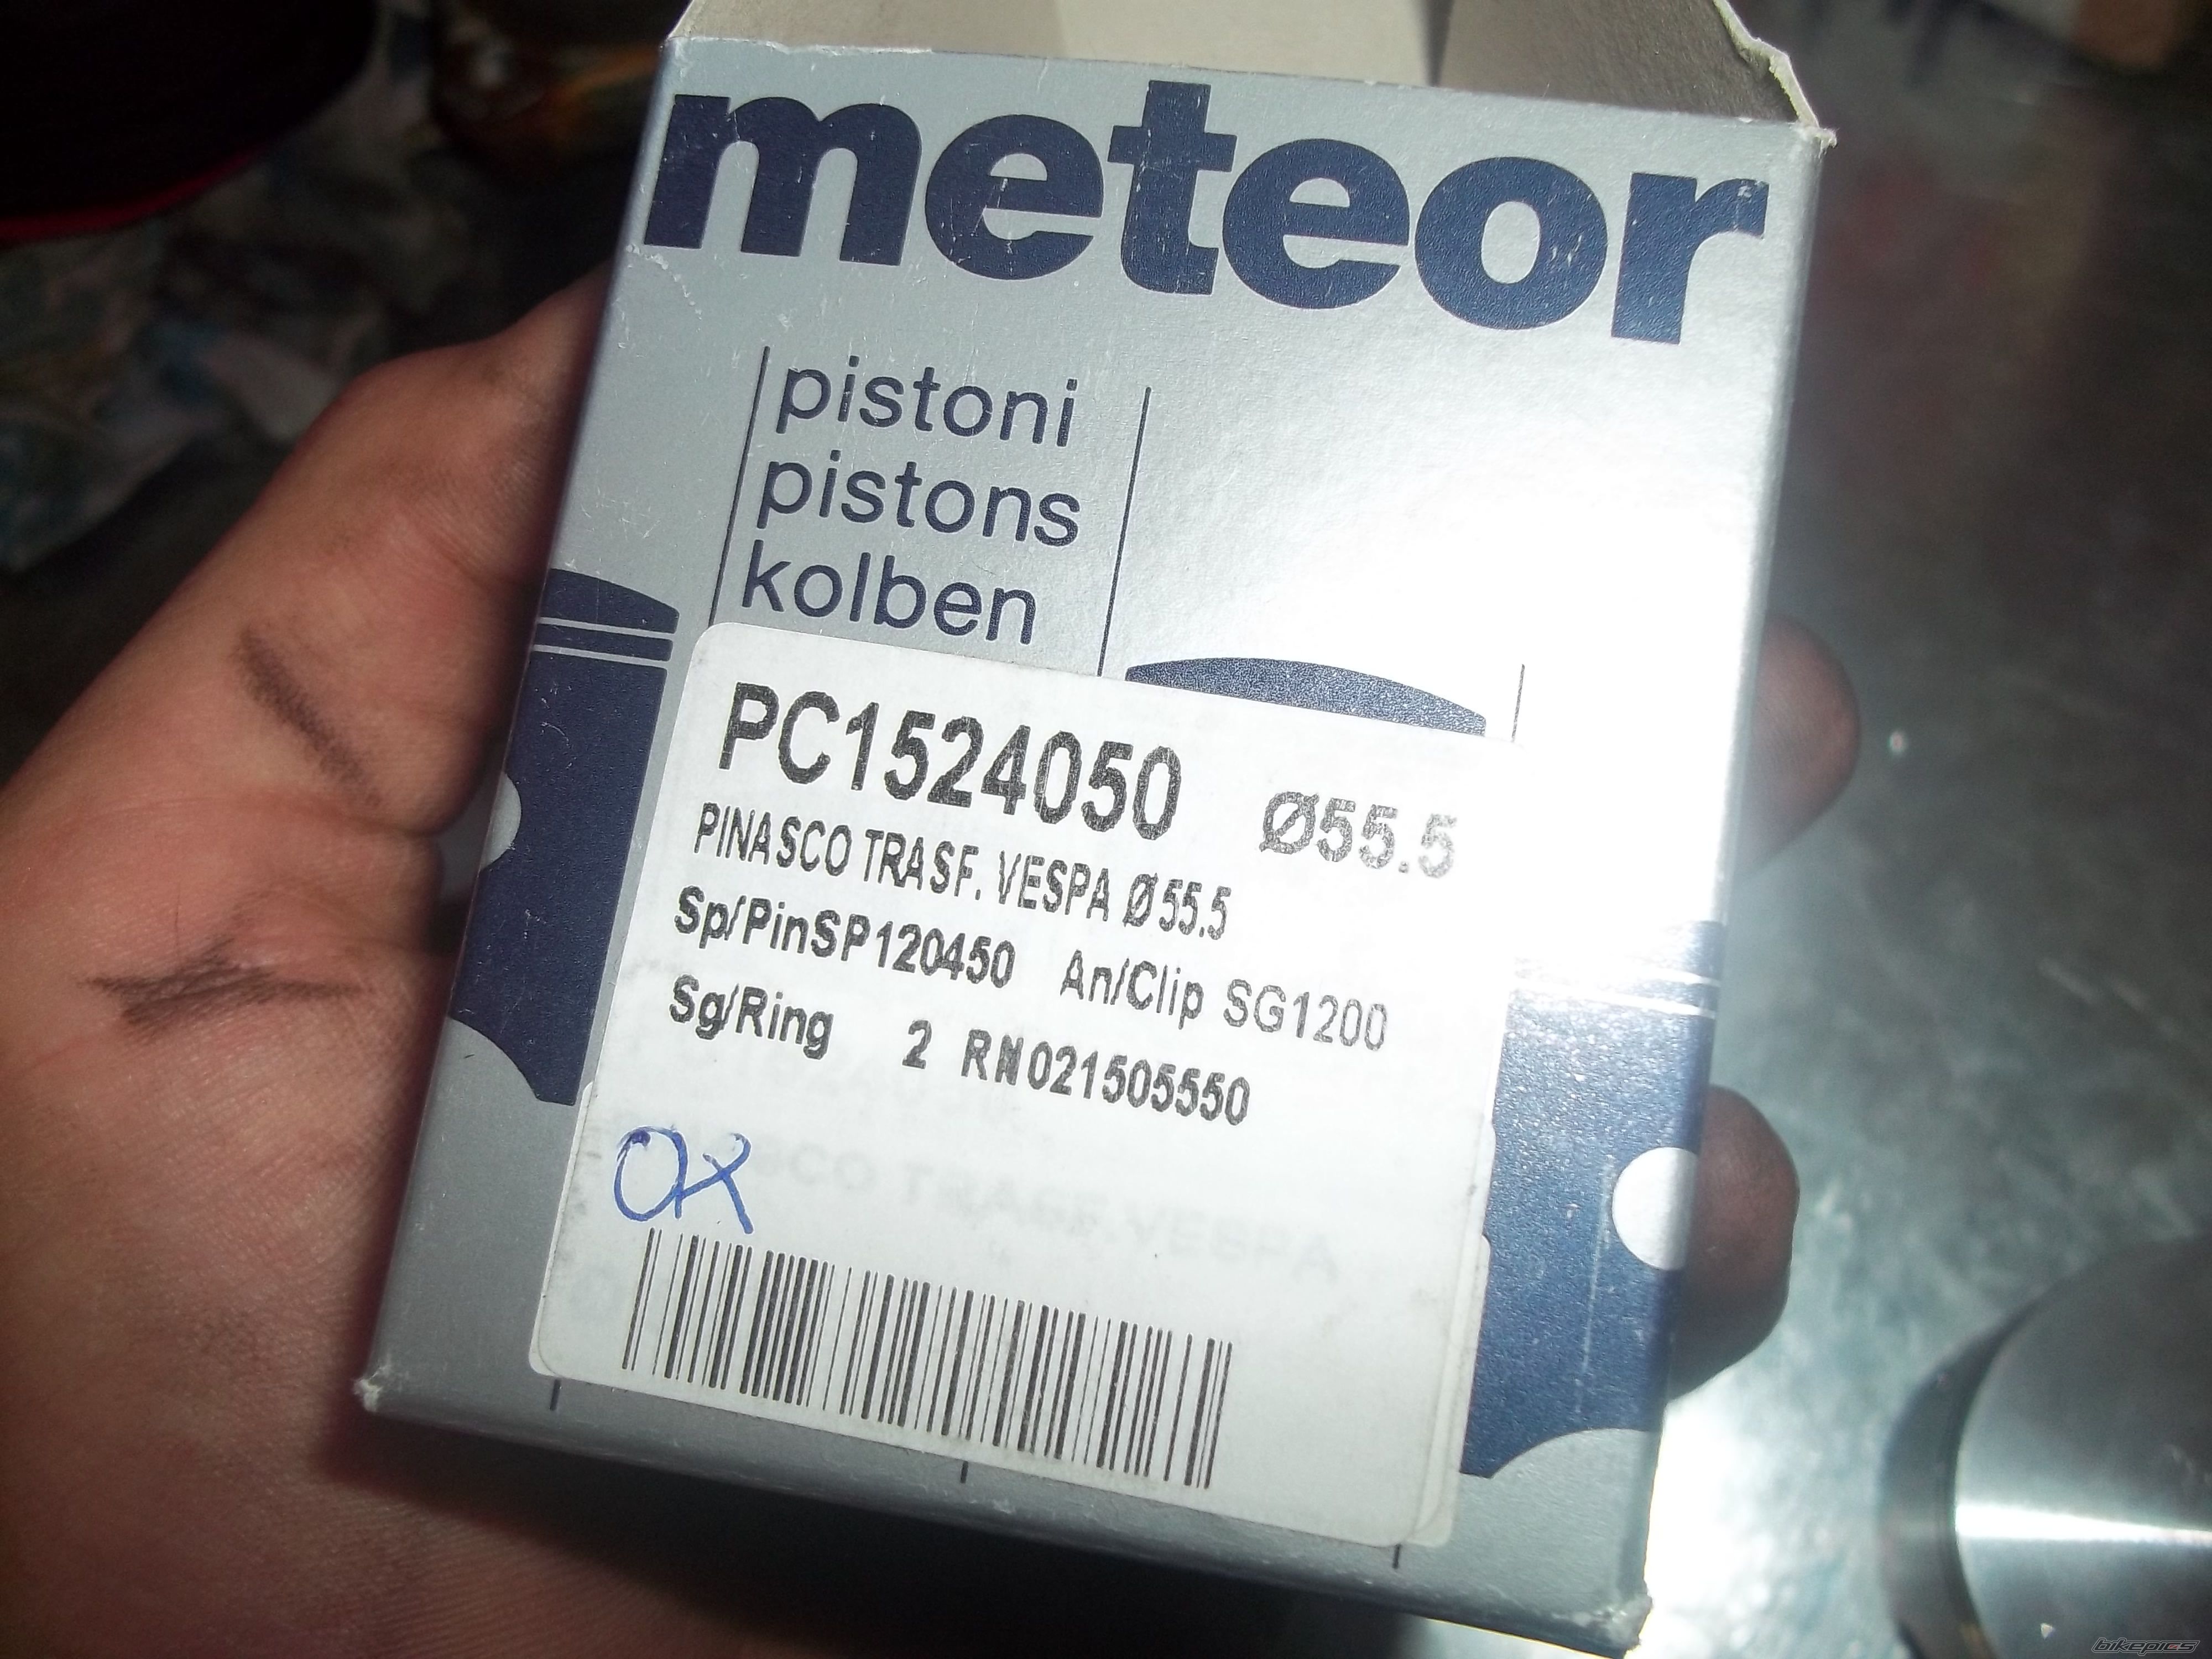 meteor
pistoni
pistons
kolben
PC1524050 Ø55.5
PINASCO TRASF. VESPA Ø55.5
Sp/PinSP120450 An/Clip SG1200
Sg/Ring 2 RN021505550
OK
bikepics